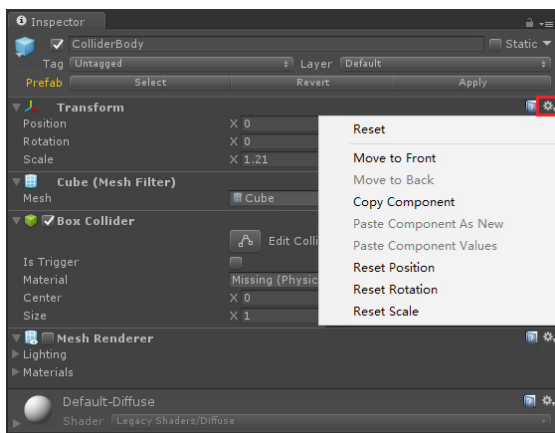 Inspector
ColliderBody Static
Tag Untagged Layer Default
Prefab Select Revert Apply
Transform
Position X 0
Rotation X 0
Scale X 1.21
Reset
Move to Front
Move to Back
Copy Component
Paste Component As New
Paste Component Values
Reset Position
Reset Rotation
Reset Scale
Cube (Mesh Filter)
Mesh Cube
Box Collider
Edit Colli
Is Trigger
Material Missing (Physic
Center X 0
Size X 1
Mesh Renderer
Lighting
Materials
Default-Diffuse
Shader Legacy Shaders/Diffuse